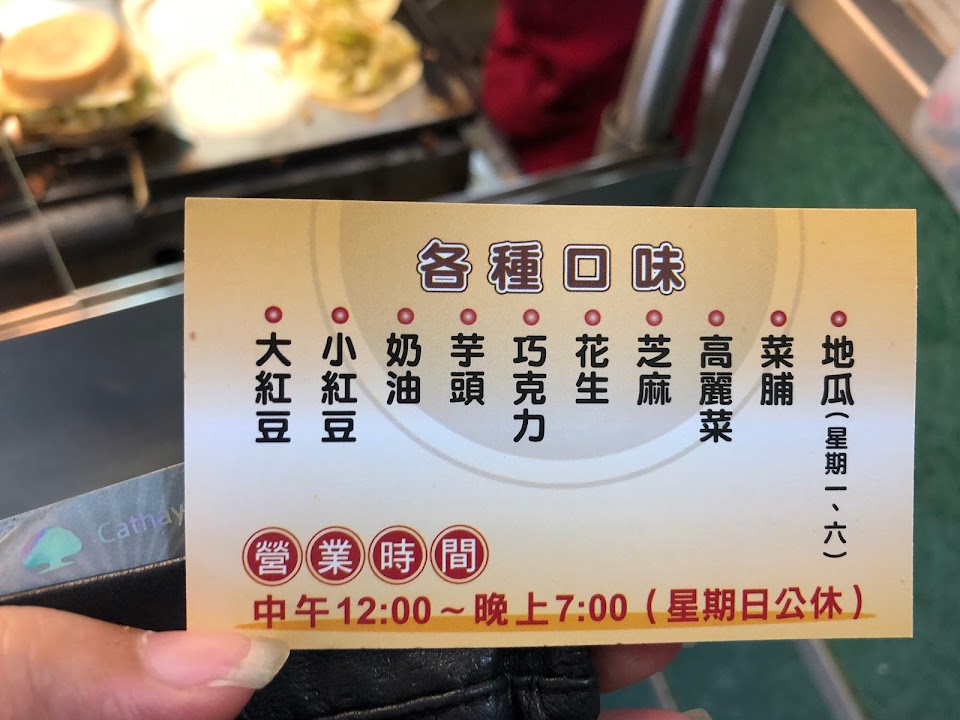 各種口味
大紅豆
小紅豆
奶油
芋頭
巧克力
花生
芝麻
高麗菜
菜脯
地瓜(星期一、六)
營業時間
中午12:00～晚上7:00（星期日公休）
Cathay